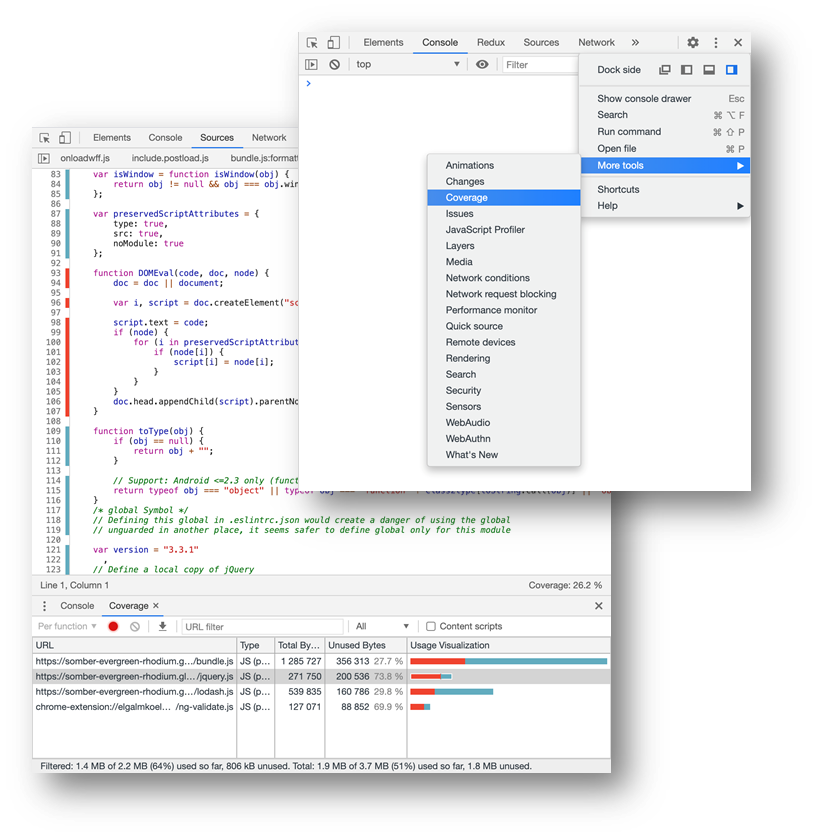 Elements Console Redux Sources Network »
top ▼ Filter
›
Dock side
Show console drawer Esc
Search ⌘ ⌥ F
Run command ⌘ ⇧ P
Open file ⌘ P
More tools ▶
Shortcuts
Help ▶
Animations
Changes
Coverage
Issues
JavaScript Profiler
Layers
Media
Network conditions
Network request blocking
Performance monitor
Quick source
Remote devices
Rendering
Search
Security
Sensors
WebAudio
WebAuthn
What's New
Elements Console Sources Network
onloadwff.js include.postload.js bundle.js:format
83 var isWindow = function isWindow(obj) {
84 return obj != null && obj === obj.win
85 };
86
87 var preservedScriptAttributes = {
88 type: true,
89 src: true,
90 noModule: true
91 };
92
93 function DOMEval(code, doc, node) {
94 doc = doc || document;
95
96 var i, script = doc.createElement("sc
97
98 script.text = code;
99 if (node) {
100 for (i in preservedScriptAttribut
101 if (node[i]) {
102 script[i] = node[i];
103 }
104 }
105 }
106 doc.head.appendChild(script).parentNo
107 }
108
109 function toType(obj) {
110 if (obj == null) {
111 return obj + "";
112 }
113
114 // Support: Android <=2.3 only (funct
115 return typeof obj === "object" || typeof obj ===
116 }
117 /* global Symbol */
118 // Defining this global in .eslintrc.json would create a danger of using the global
119 // unguarded in another place, it seems safer to define global only for this module
120
121 var version = "3.3.1"
122 ,
123 // Define a local copy of jQuery
Line 1, Column 1 Coverage: 26.2 %
Console Coverage ×
Per function ▼ URL filter All ▼ Content scripts
URL Type Total By... Unused Bytes Usage Visualization
https://somber-evergreen-rhodium.g.../bundle.js JS (p... 1 285 727 356 313 27.7 %
https://somber-evergreen-rhodium.gl.../jquery.js JS (p... 271 750 200 536 73.8 %
https://somber-evergreen-rhodium.g.../lodash.js JS (p... 539 835 160 786 29.8 %
chrome-extension://elgalmkoel... /ng-validate.js JS (p... 127 071 88 852 69.9 %
Filtered: 1.4 MB of 2.2 MB (64%) used so far, 806 kB unused. Total: 1.9 MB of 3.7 MB (51%) used so far, 1.8 MB unused.